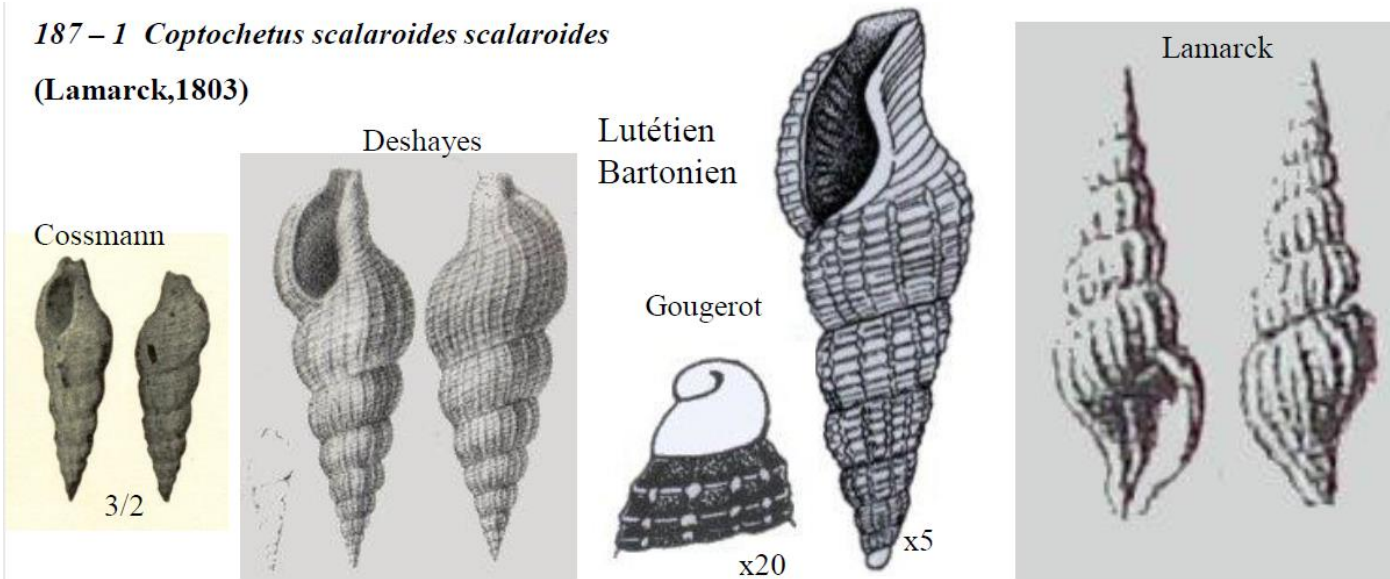 187 – 1 Coptochetus scalaroides scalaroides
(Lamarck,1803)
Deshayes
Lutétien
Bartonien
Lamarck
Cossmann
Gougerot
3/2
x20
x5